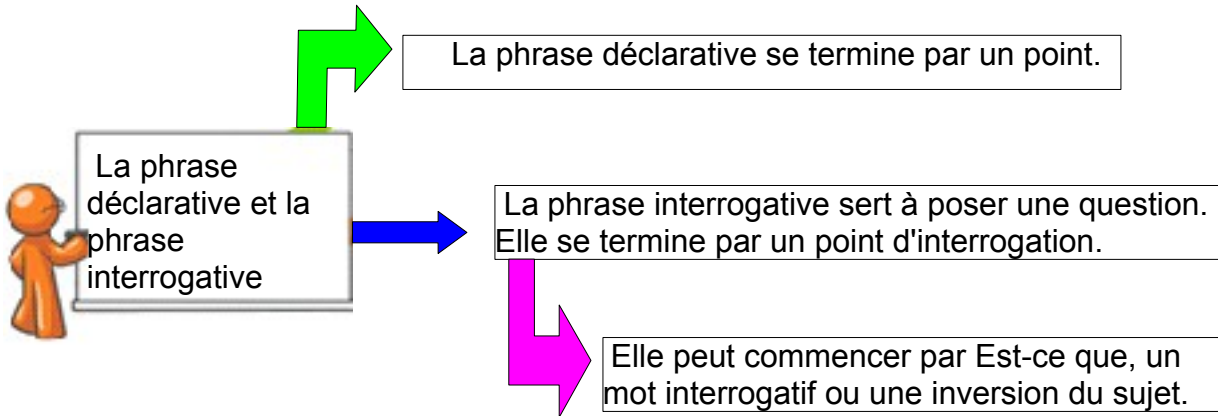 La phrase déclarative se termine par un point.
La phrase
déclarative et la
phrase
interrogative
La phrase interrogative sert à poser une question.
Elle se termine par un point d'interrogation.
Elle peut commencer par Est-ce que, un
mot interrogatif ou une inversion du sujet.